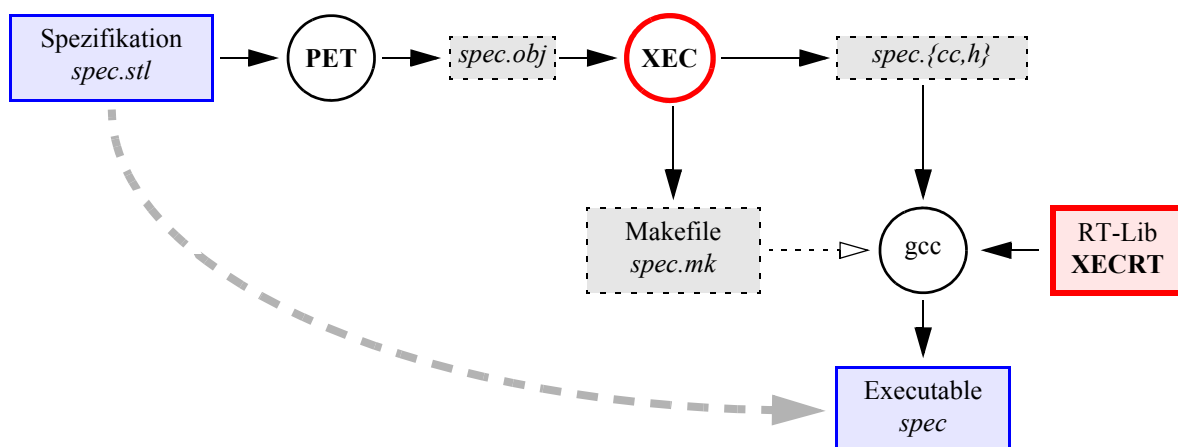 Spezifikation
spec.stl
PET
spec.obj
XEC
spec.{cc,h}
Makefile
spec.mk
gcc
RT-Lib
XECRT
Executable
spec